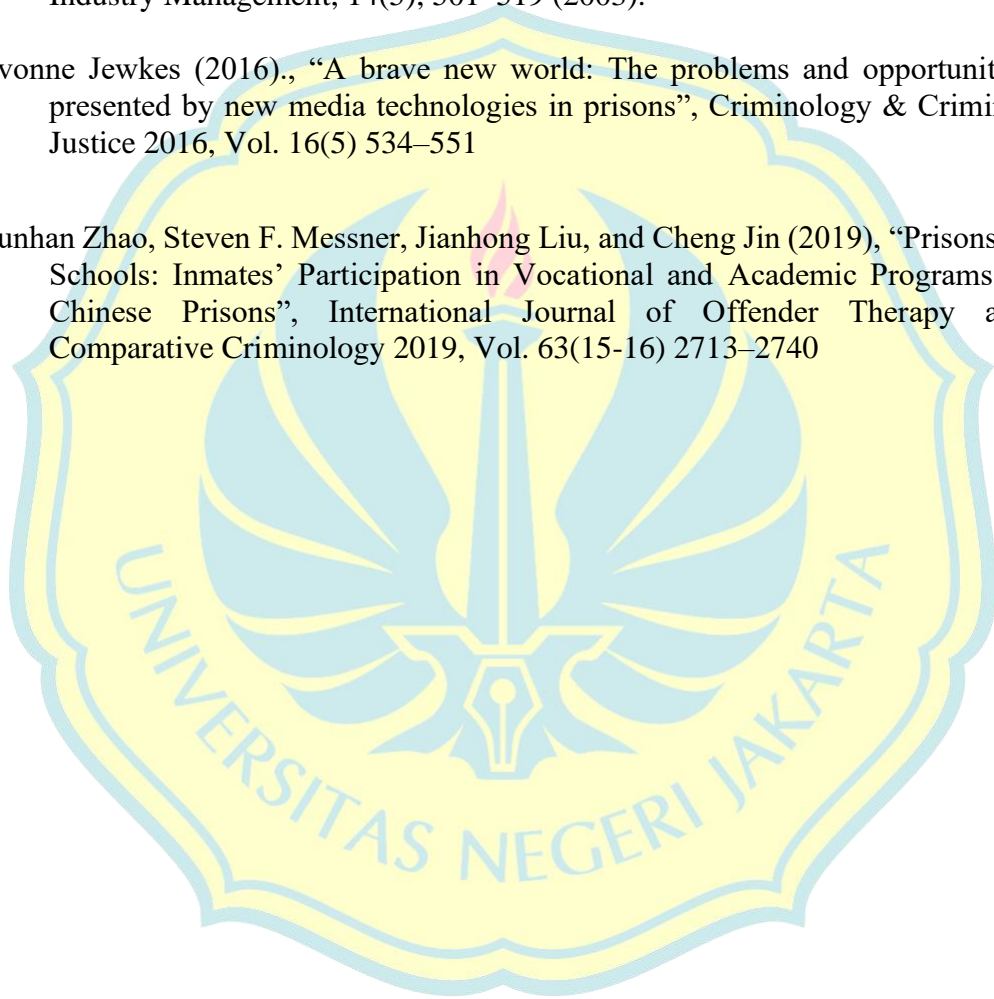 Industry Management, 14(5), 501–519 (2003).
vonne Jewkes (2016)., “A brave new world: The problems and opportunit
presented by new media technologies in prisons”, Criminology & Crimi
Justice 2016, Vol. 16(5) 534–551
unhan Zhao, Steven F. Messner, Jianhong Liu, and Cheng Jin (2019), “Prisons
Schools: Inmates’ Participation in Vocational and Academic Programs
Chinese Prisons”, International Journal of Offender Therapy a
Comparative Criminology 2019, Vol. 63(15-16) 2713–2740
UNIVERSITAS NEGERI JAKARTA